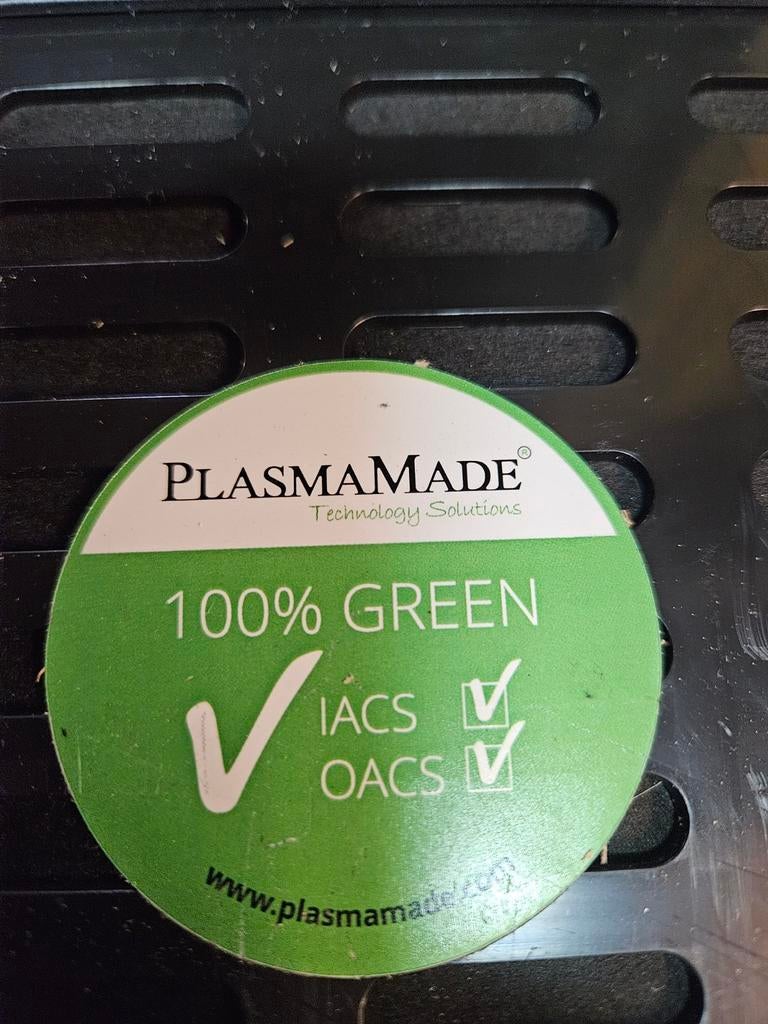 PLASMAMADE®
Technology Solutions
100% GREEN
IACS
OACS
www.plasmamade.com